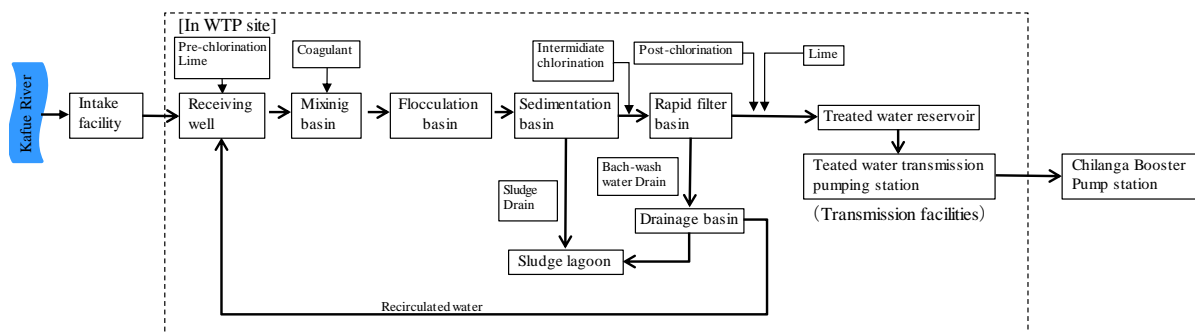 [In WTP site]
Pre-chlorination
Lime
Coagulant
Intermidiate
chlorination
Post-chlorination
Lime
Kafue River
Intake
facility
Receiving
well
Mixinig
basin
Flocculation
basin
Sedimentation
basin
Rapid filter
basin
Treated water reservoir
Teated water transmission
pumping station
(Transmission facilities)
Chilanga Booster
Pump station
Sludge
Drain
Bach-wash
water Drain
Drainage basin
Sludge lagoon
Recirculated water